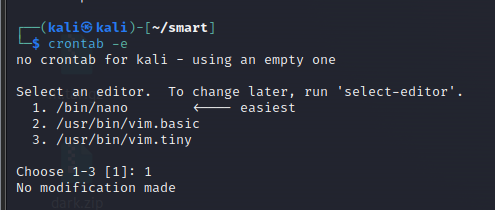 ┌──(kali㉿kali)-[~/smart]
└─$ crontab -e
no crontab for kali - using an empty one

Select an editor.  To change later, run 'select-editor'.
  1. /bin/nano        <---- easiest
  2. /usr/bin/vim.basic
  3. /usr/bin/vim.tiny

Choose 1-3 [1]: 1
No modification made
dark.zip